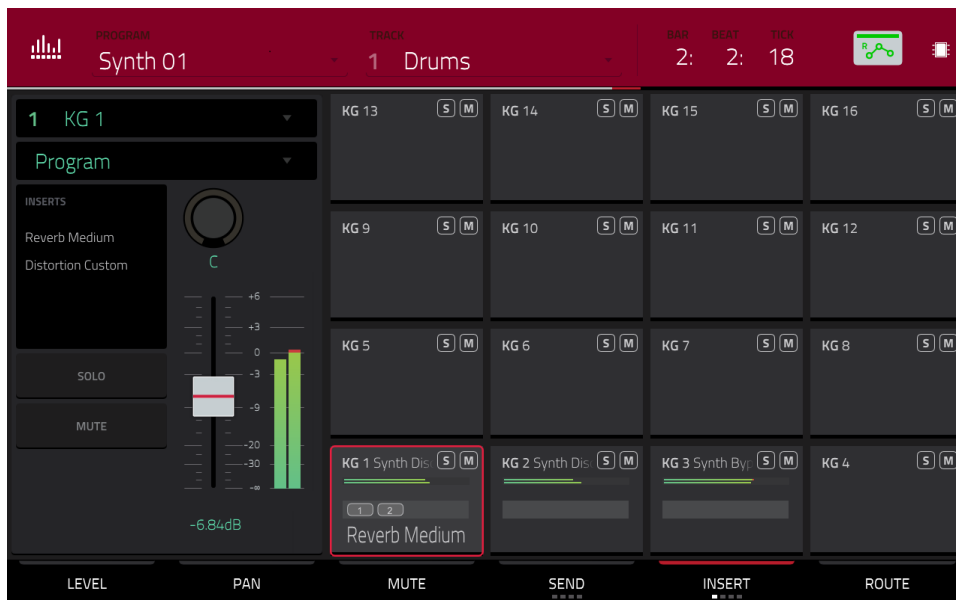 PROGRAM
Synth 01
TRACK
1 Drums
BAR BEAT TICK
2: 2: 18
R
1 KG 1
Program
INSERTS
Reverb Medium
Distortion Custom
SOLO
MUTE
C
+6
+3
0
-3
-9
-20
-30
-∞
-6.84dB
KG 13 S M
KG 14 S M
KG 15 S M
KG 16 S M
KG 9 S M
KG 10 S M
KG 11 S M
KG 12 S M
KG 5 S M
KG 6 S M
KG 7 S M
KG 8 S M
KG 1 Synth Dis S M
1 2
Reverb Medium
KG 2 Synth Dis S M
KG 3 Synth Byp S M
KG 4 S M
LEVEL PAN MUTE SEND INSERT ROUTE